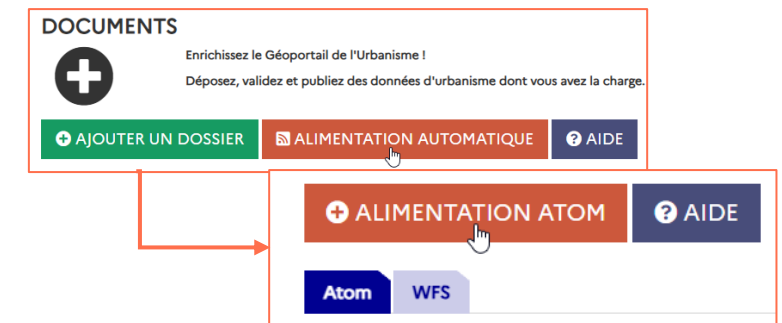 DOCUMENTS
Enrichissez le Géoportail de l'Urbanisme !
Déposez, validez et publiez des données d'urbanisme dont vous avez la charge.
AJOUTER UN DOSSIER ALIMENTATION AUTOMATIQUE AIDE
ALIMENTATION ATOM AIDE
Atom WFS